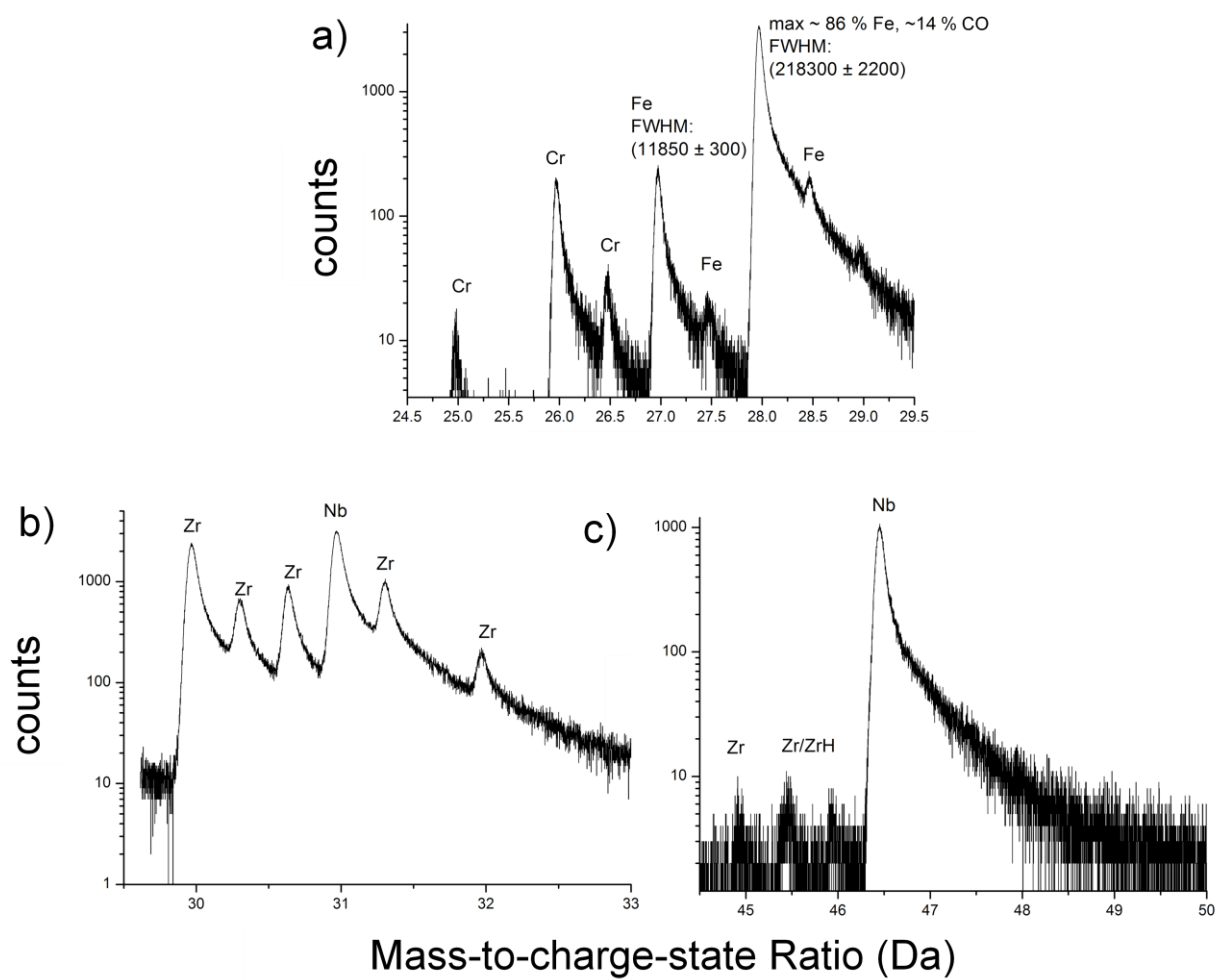 a)
max ~ 86 % Fe, ~14 % CO
FWHM:
(218300 ± 2200)
Fe
FWHM:
(11850 ± 300)
Cr
Cr
Cr
Fe
Fe
counts
1000
100
10
24.5 25.0 25.5 26.0 26.5 27.0 27.5 28.0 28.5 29.0 29.5
b)
Zr
Zr
Zr
Nb
Zr
Zr
counts
1000
100
10
1
30 31 32 33
c)
Nb
Zr
Zr/ZrH
1000
100
10
45 46 47 48 49 50
Mass-to-charge-state Ratio (Da)